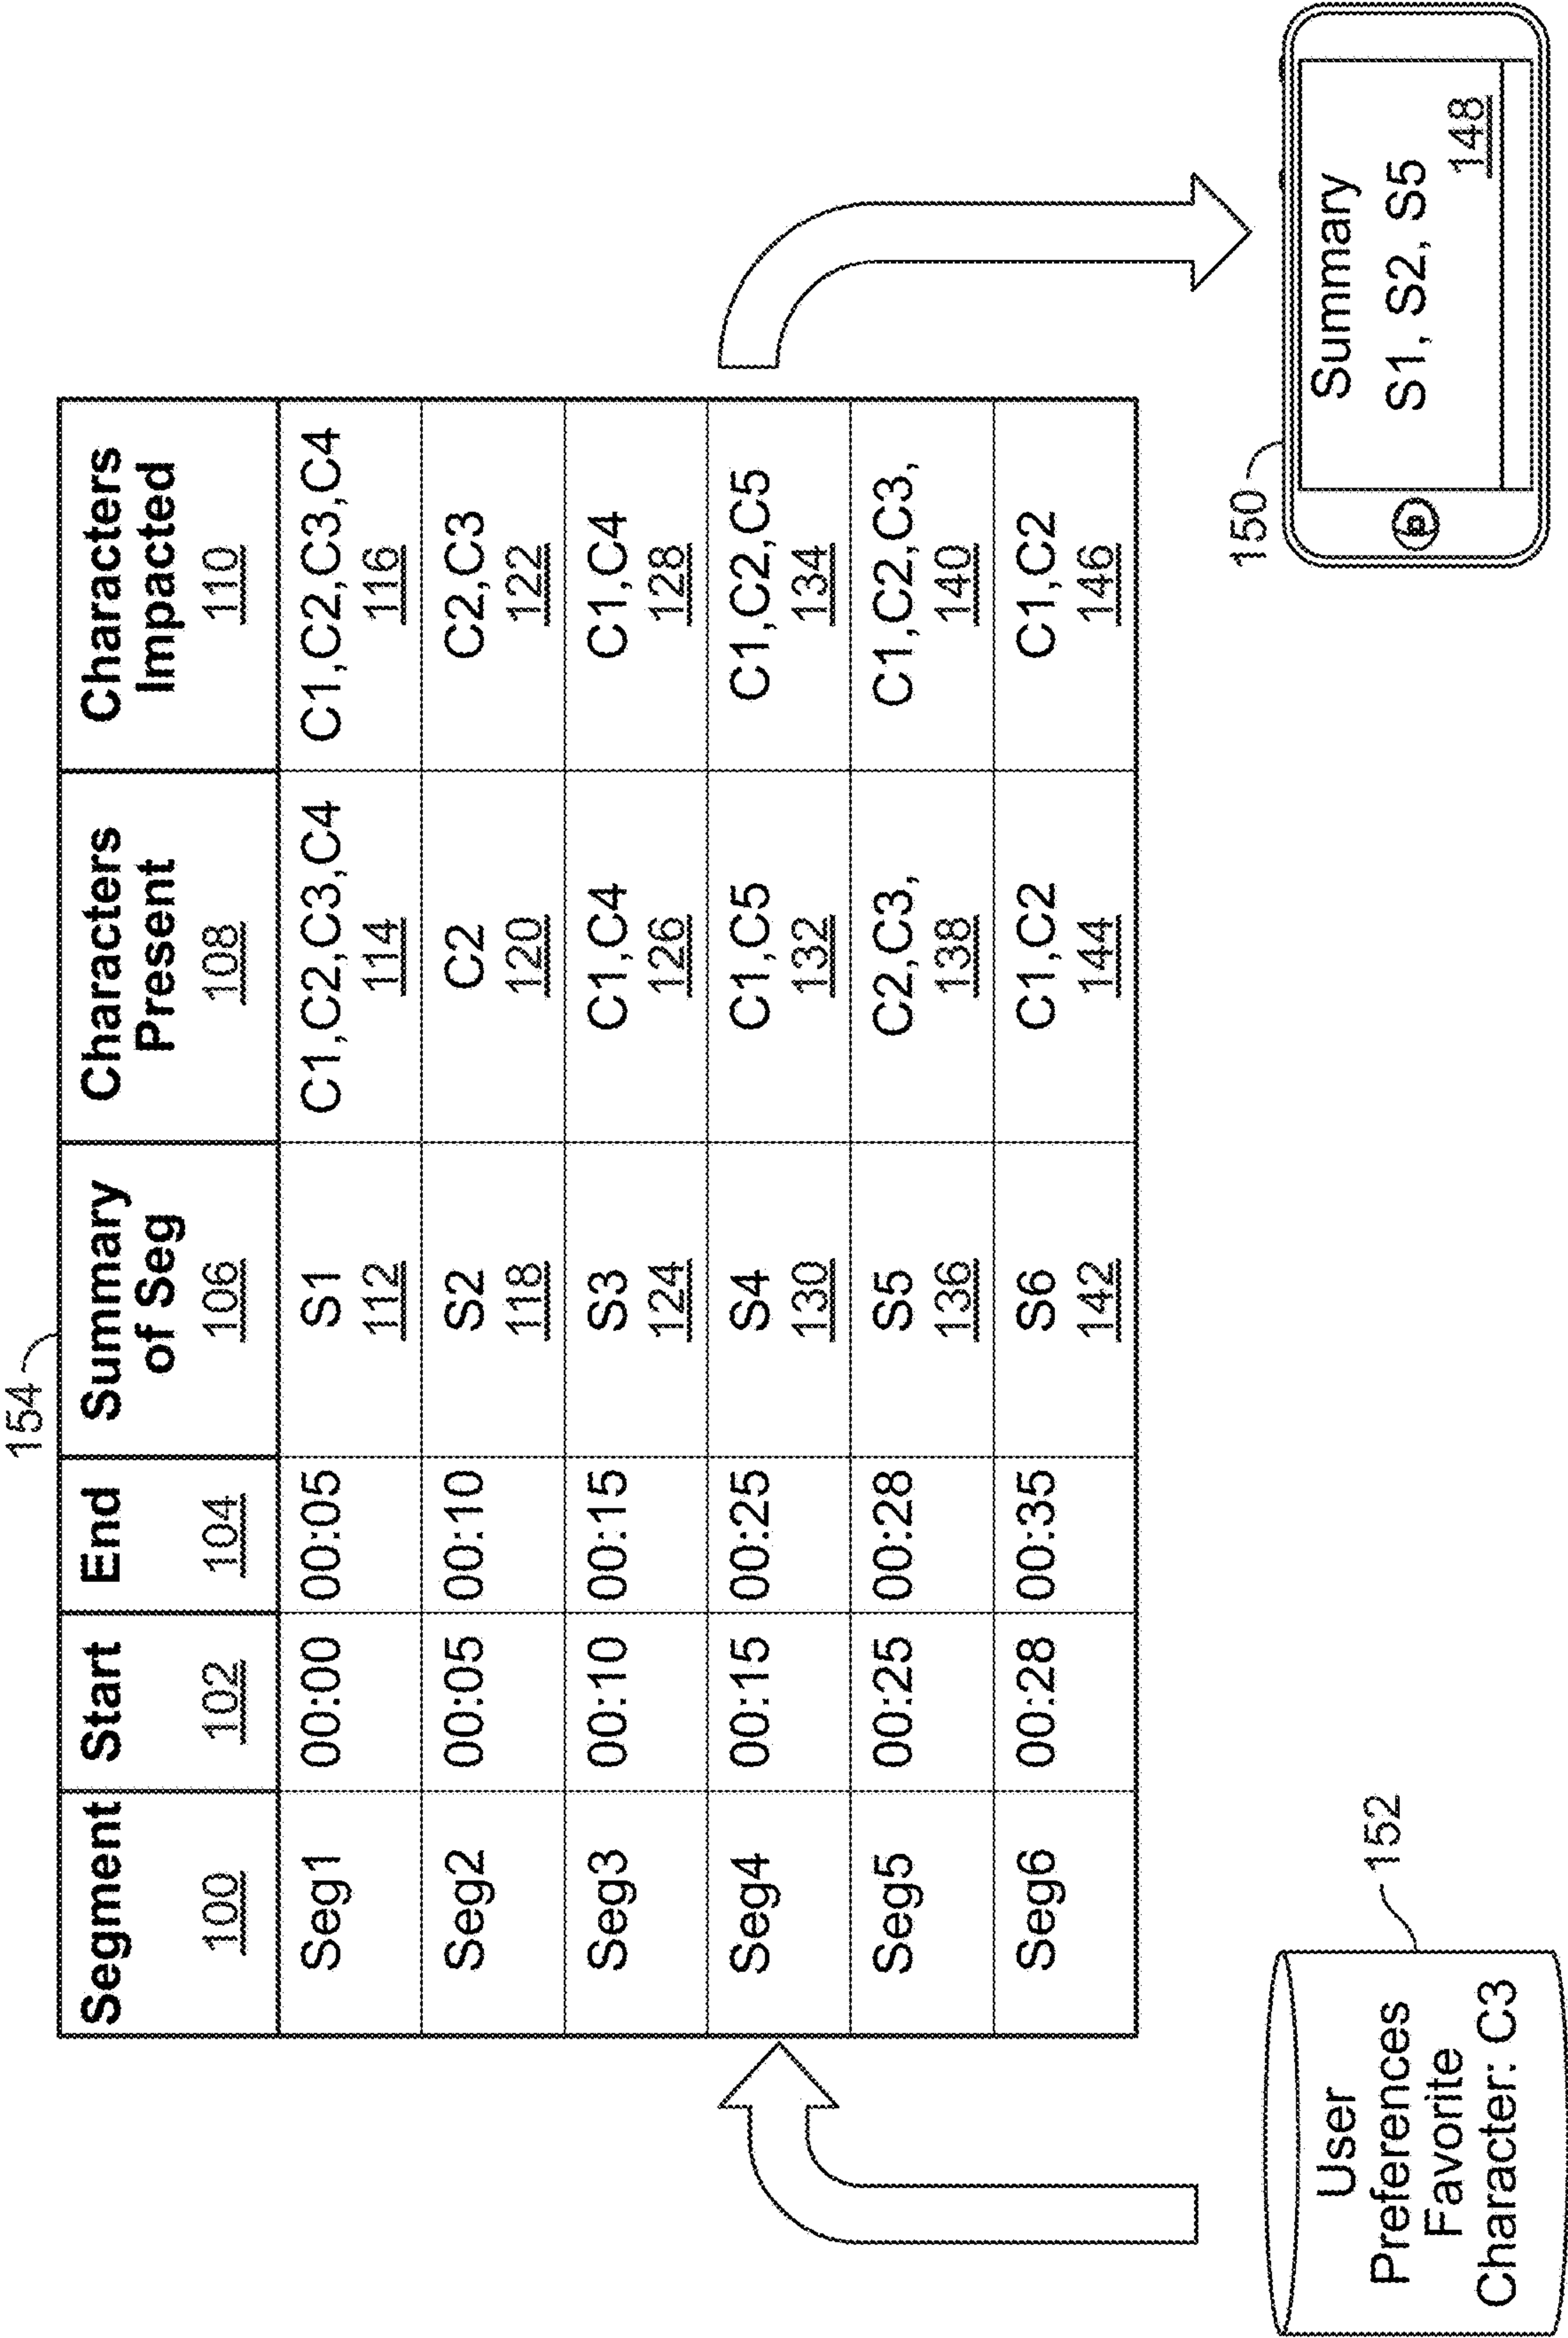 154
Segment Start End Summary Characters Characters
of Seg Present Impacted
100 102 104 106 108 110
Seg1 00:00 00:05 S1 C1,C2,C3,C4 C1,C2,C3,C4
112 114 116
Seg2 00:05 00:10 S2 C2 C2,C3
118 120 122
Seg3 00:10 00:15 S3 C1,C4 C1,C4
124 126 128
Seg4 00:15 00:25 S4 C1,C5 C1,C2,C5
130 132 134
Seg5 00:25 00:28 S5 C2,C3, C1,C2,C3,
136 138 140
Seg6 00:28 00:35 S6 C1,C2 C1,C2
142 144 146
152
User
Preferences
Favorite
Character: C3
150
Summary
S1, S2, S5
148